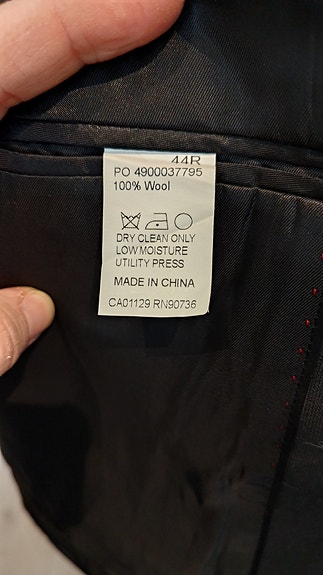 44R
PO 4900037795
100% Wool
DRY CLEAN ONLY
LOW MOISTURE
UTILITY PRESS
MADE IN CHINA
CA01129 RN90736